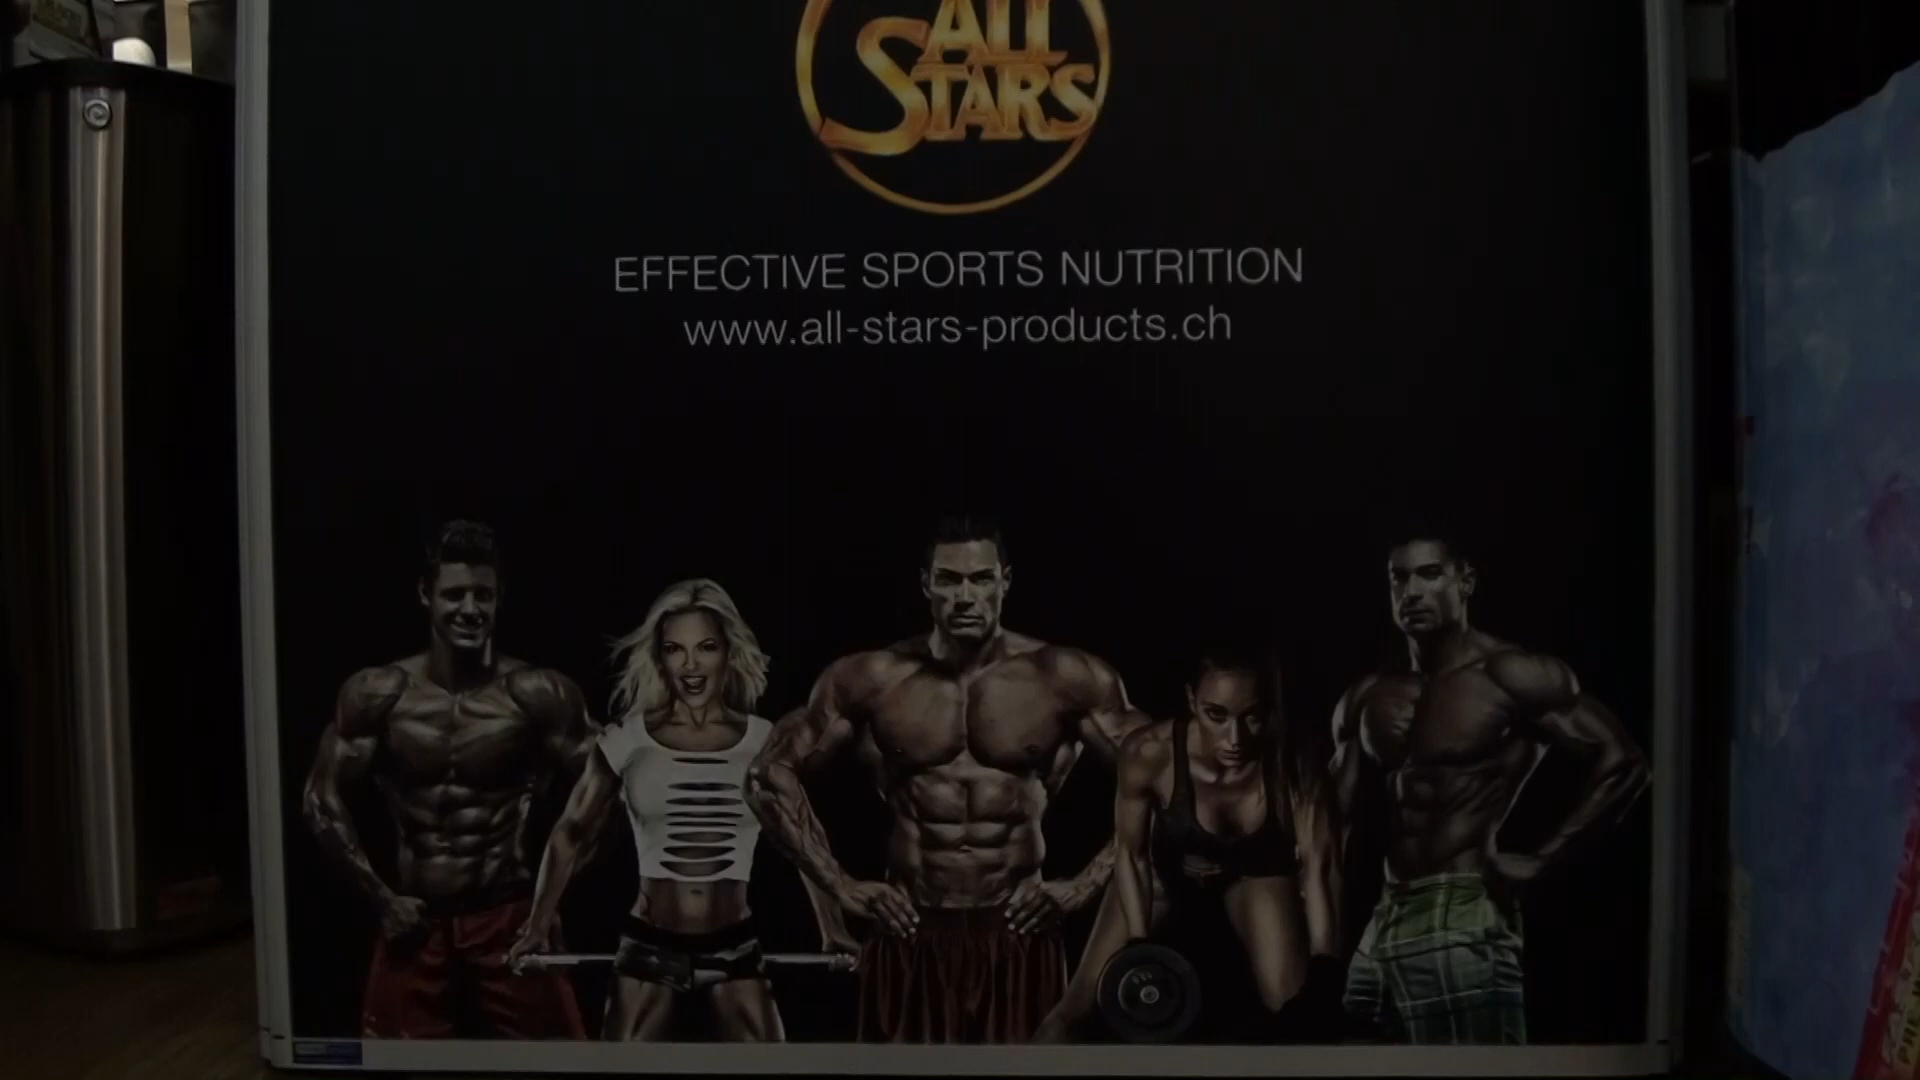 ALL
STARS
EFFECTIVE SPORTS NUTRITION
www.all-stars-products.ch